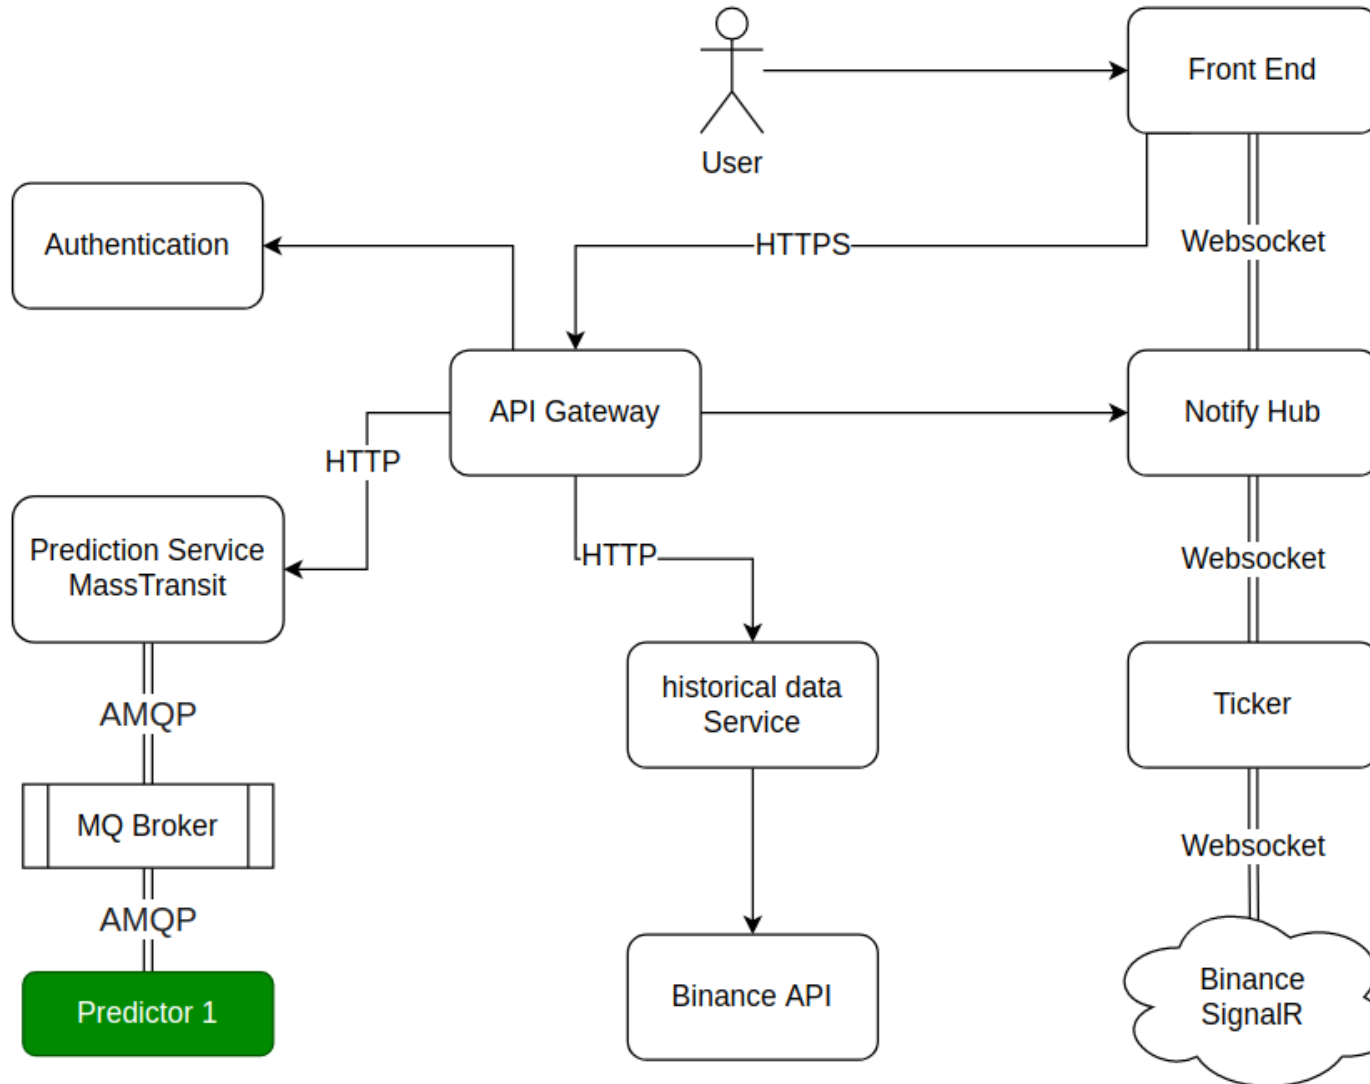 Front End
User
Authentication
HTTPS
Websocket
API Gateway
Notify Hub
HTTP
Prediction Service
MassTransit
HTTP
Websocket
historical data
Service
Ticker
AMQP
MQ Broker
Websocket
AMQP
Predictor 1
Binance API
Binance
SignalR